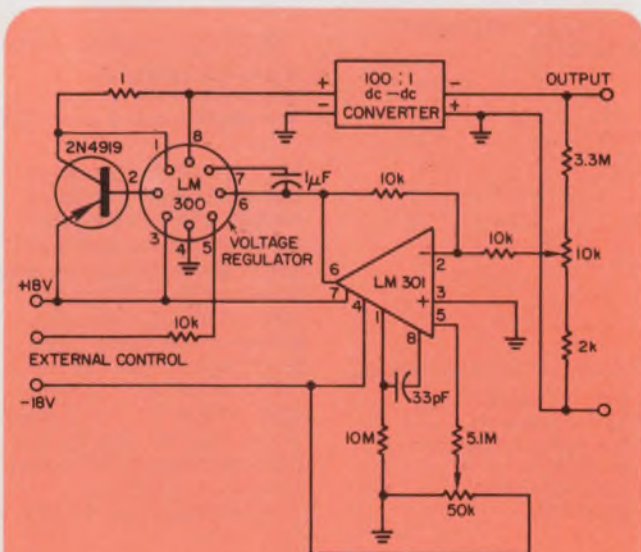 100 : 1
dc-dc
CONVERTER
+
-
-
+
OUTPUT
1
8
2N4919
1
2
LM
300
7
6
3
4
5
1μF
10k
3.3M
VOLTAGE
REGULATOR
10k
10k
6
7
4
1
LM 301
-
2
+
3
5
8
+18V
10k
EXTERNAL CONTROL
-18V
2k
33pF
10M
5.1M
50k